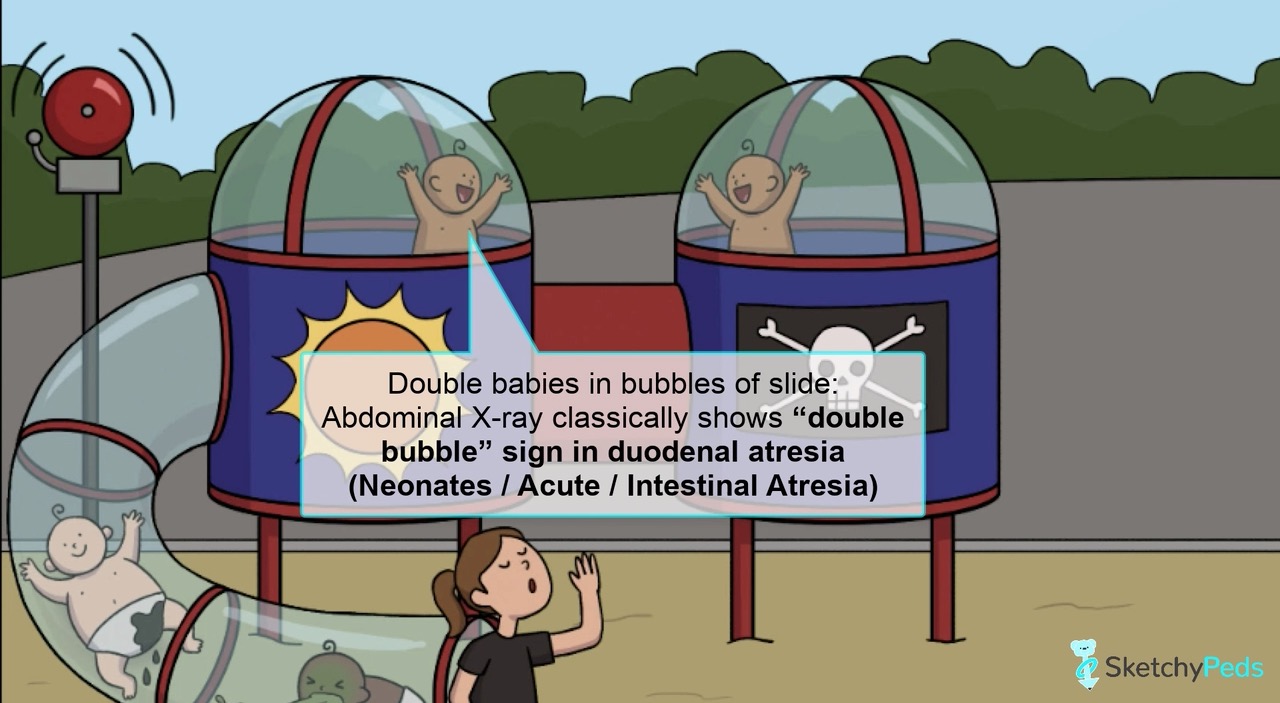 Double babies in bubbles of slide:
Abdominal X-ray classically shows “double
bubble” sign in duodenal atresia
(Neonates / Acute / Intestinal Atresia)
SketchyPeds